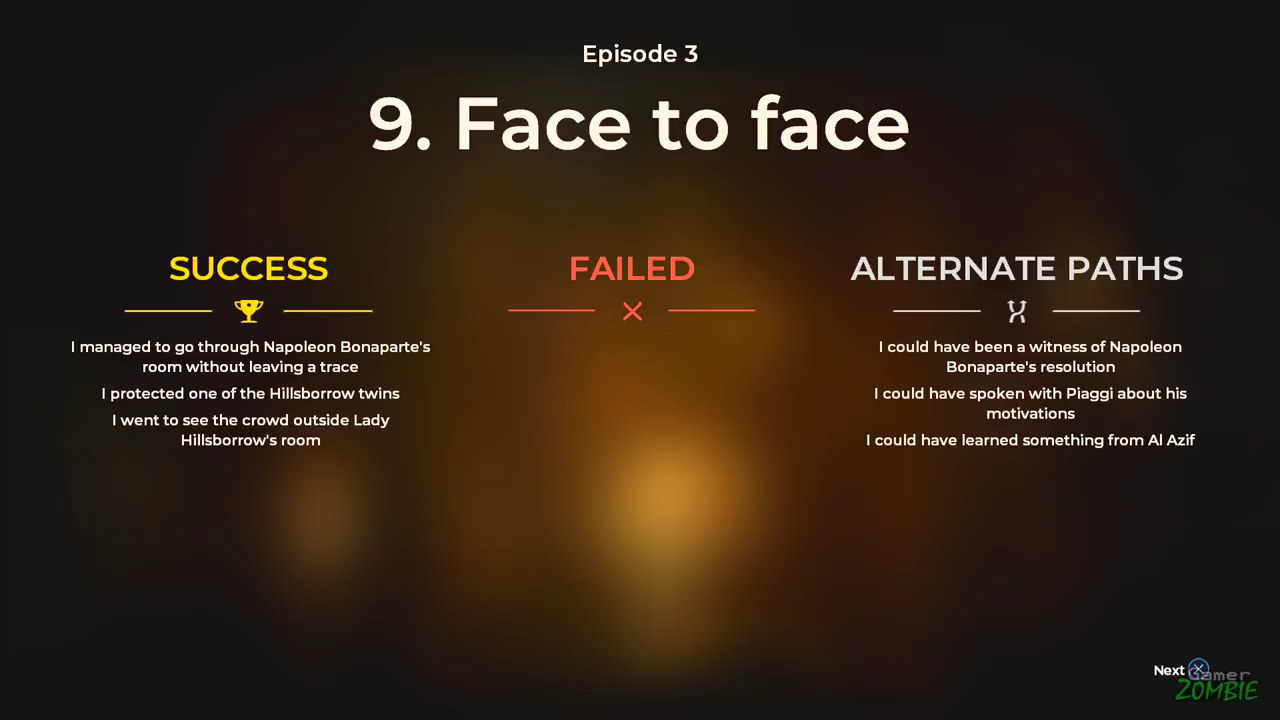 Episode 3
9. Face to face
SUCCESS
I managed to go through Napoleon Bonaparte's
room without leaving a trace
I protected one of the Hillsborrow twins
I went to see the crowd outside Lady
Hillsborrow's room
FAILED
ALTERNATE PATHS
I could have been a witness of Napoleon
Bonaparte's resolution
I could have spoken with Piaggi about his
motivations
I could have learned something from Al Azif
Next
Gamer
ZOMBIE